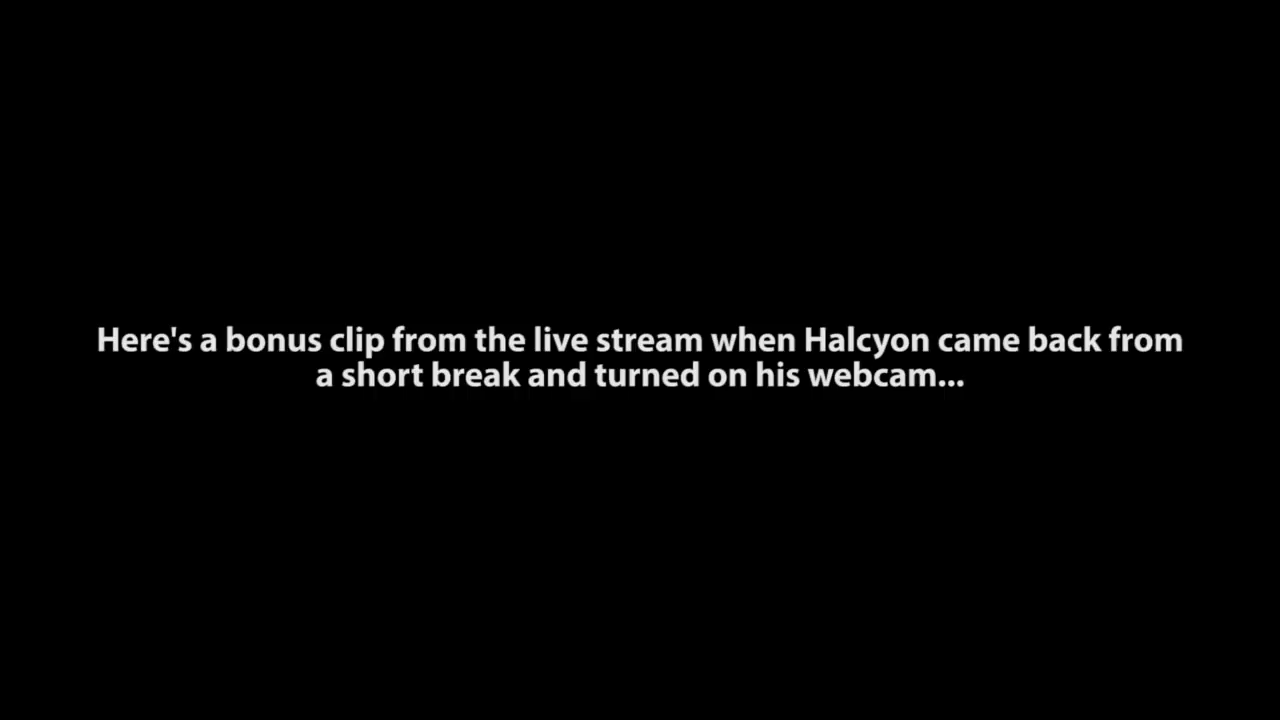 Here's a bonus clip from the live stream when Halcyon came back from
a short break and turned on his webcam...